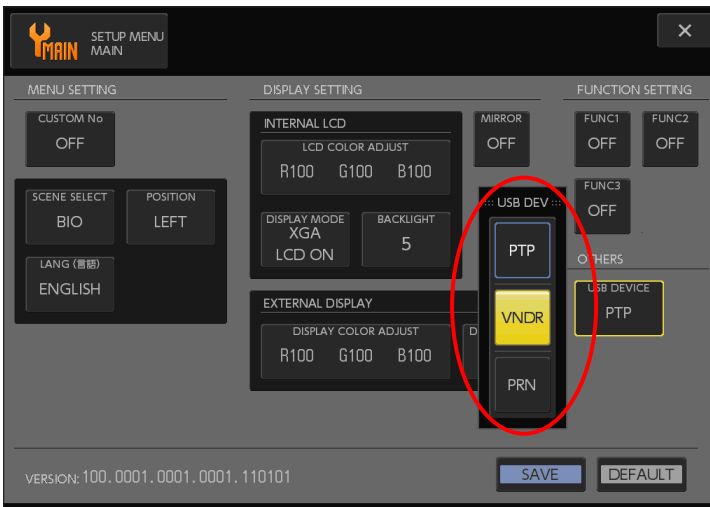 YMAIN
SETUP MENU
MAIN
✕
MENU SETTING
CUSTOM No
OFF
SCENE SELECT
BIO
POSITION
LEFT
LANG (言語)
ENGLISH
DISPLAY SETTING
INTERNAL LCD
LCD COLOR ADJUST
R100 G100 B100
DISPLAY MODE
XGA
LCD ON
BACKLIGHT
5
EXTERNAL DISPLAY
DISPLAY COLOR ADJUST
R100 G100 B100
D
MIRROR
OFF
::: USB DEV :::
PTP
VNDR
PRN
FUNCTION SETTING
FUNC1
OFF
FUNC2
OFF
FUNC3
OFF
OTHERS
USB DEVICE
PTP
VERSION: 100.0001.0001.0001.110101
SAVE
DEFAULT